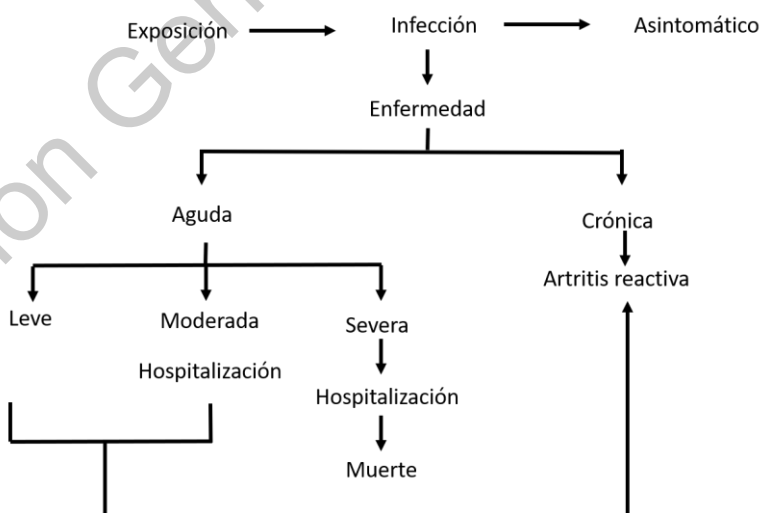 Exposición Infección Asintomático
Enfermedad
Aguda Crónica
Artritis reactiva
Leve Moderada Severa
Hospitalización
Hospitalización
Muerte